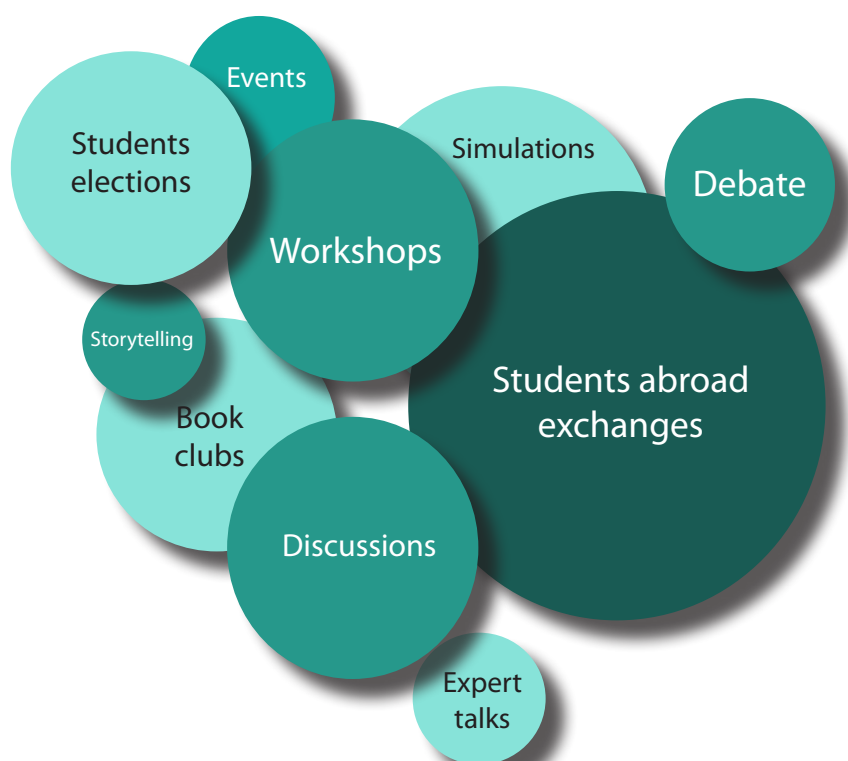 Events
Students
elections
Simulations
Debate
Workshops
Storytelling
Students abroad
exchanges
Book
clubs
Discussions
Expert
talks